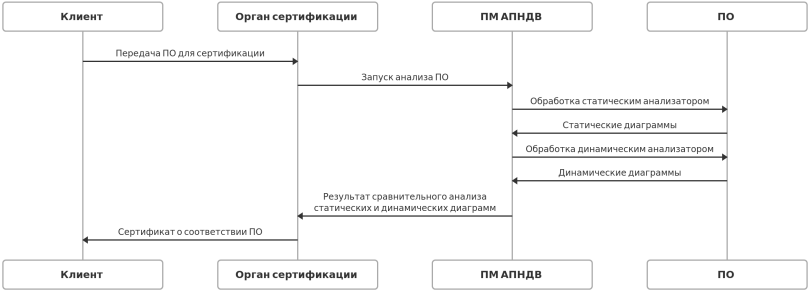 Клиент
Орган сертификации
ПМ АПНДВ
ПО
Передача ПО для сертификации
Запуск анализа ПО
Обработка статическим анализатором
Статические диаграммы
Обработка динамическим анализатором
Динамические диаграммы
Результат сравнительного анализа
статических и динамических диаграмм
Сертификат о соответствии ПО
Клиент
Орган сертификации
ПМ АПНДВ
ПО